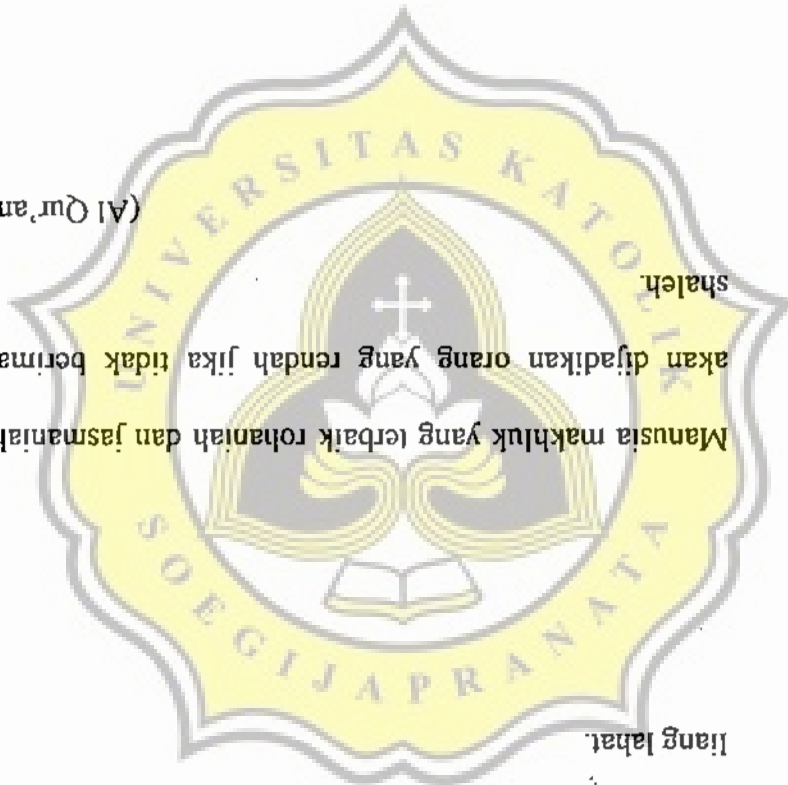 liang lahat.
Manusia makhluk yang terbaik rohaniah dan jasmaniah
akan dijadikan orang yang rendah jika tidak
shaleh.
(Al Qur'an
UNIVERSITAS KATOLIK
SOEGIJAPRANATA